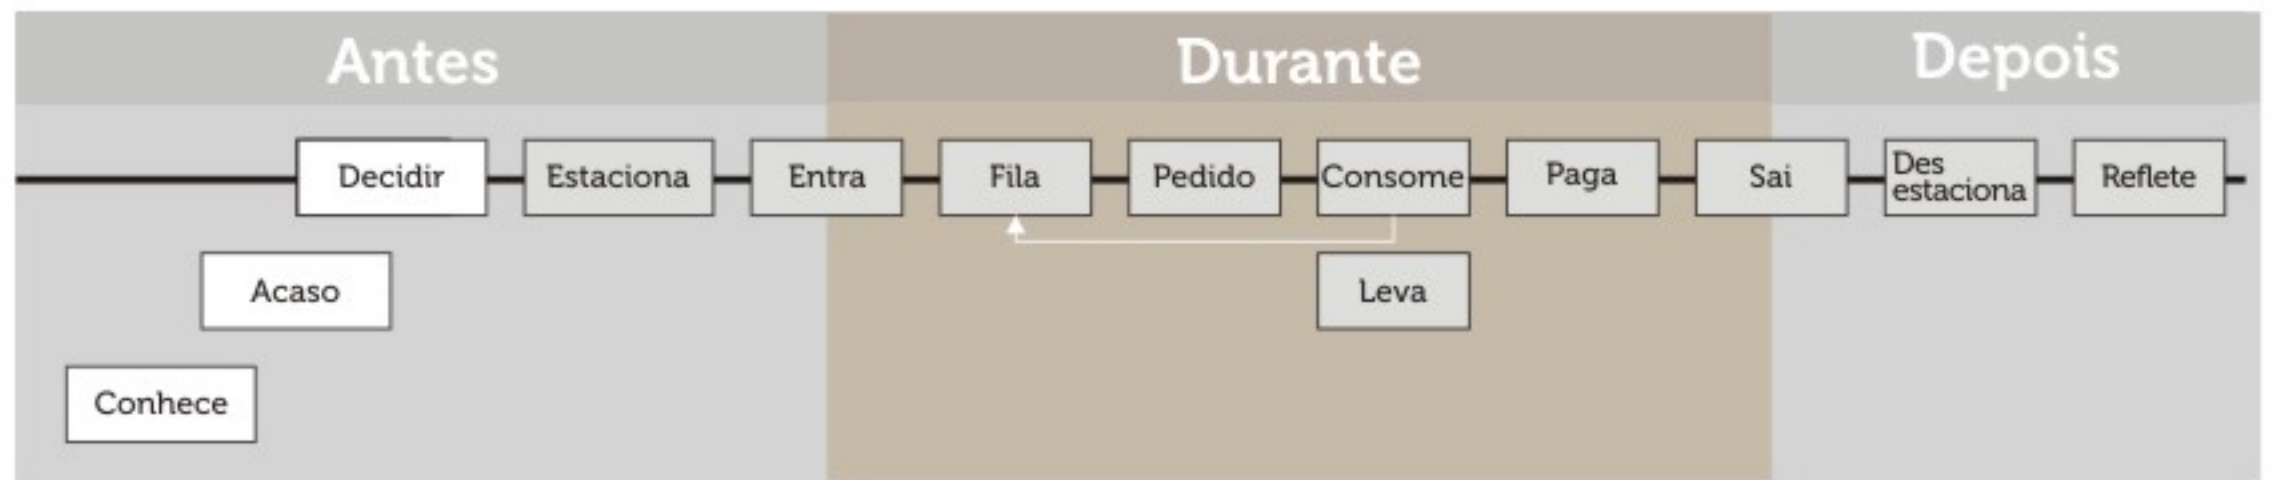 Antes
Durante
Depois
Decidir
Estaciona
Entra
Fila
Pedido
Consome
Paga
Sai
Des
estaciona
Reflete
Acaso
Leva
Conhece